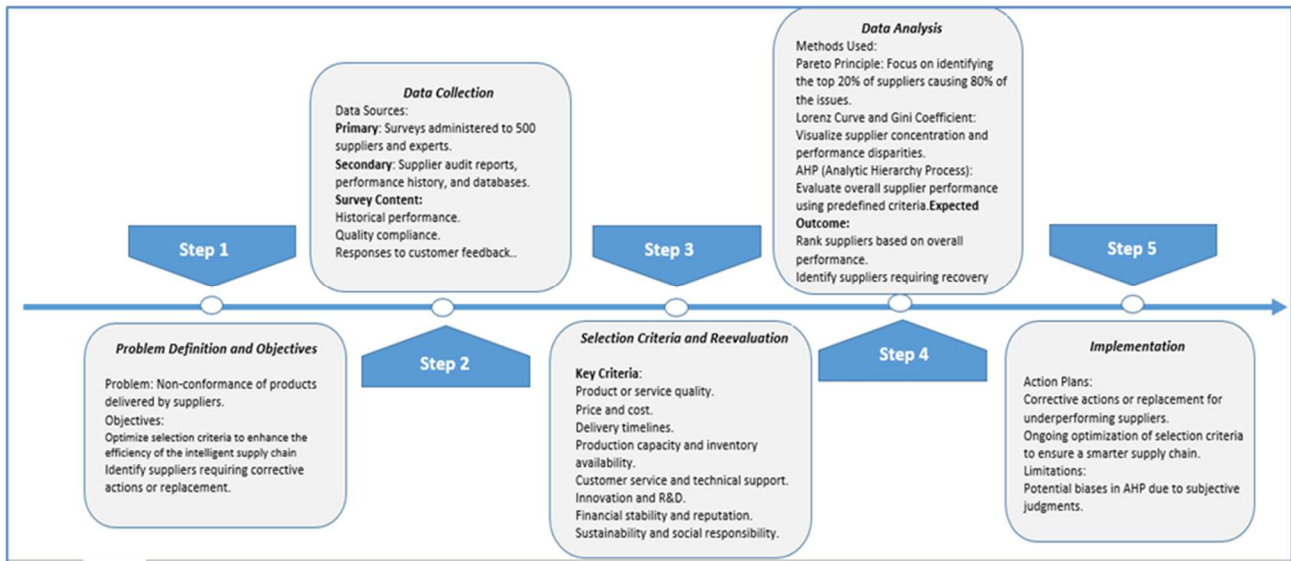 Step 1
Problem Definition and Objectives
Problem: Non-conformance of products
delivered by suppliers.
Objectives:
Optimize selection criteria to enhance the
efficiency of the intelligent supply chain
Identify suppliers requiring corrective
actions or replacement.
Data Collection
Data Sources:
Primary: Surveys administered to 500
suppliers and experts.
Secondary: Supplier audit reports,
performance history, and databases.
Survey Content:
Historical performance.
Quality compliance.
Responses to customer feedback..
Step 2
Step 3
Selection Criteria and Reevaluation
Key Criteria:
Product or service quality.
Price and cost.
Delivery timelines.
Production capacity and inventory
availability.
Customer service and technical support.
Innovation and R&D.
Financial stability and reputation.
Sustainability and social responsibility.
Data Analysis
Methods Used:
Pareto Principle: Focus on identifying
the top 20% of suppliers causing 80% of
the issues.
Lorenz Curve and Gini Coefficient:
Visualize supplier concentration and
performance disparities.
AHP (Analytic Hierarchy Process):
Evaluate overall supplier performance
using predefined criteria.Expected
Outcome:
Rank suppliers based on overall
performance.
Identify suppliers requiring recovery
Step 4
Step 5
Implementation
Action Plans:
Corrective actions or replacement for
underperforming suppliers.
Ongoing optimization of selection criteria
to ensure a smarter supply chain.
Limitations:
Potential biases in AHP due to subjective
judgments.